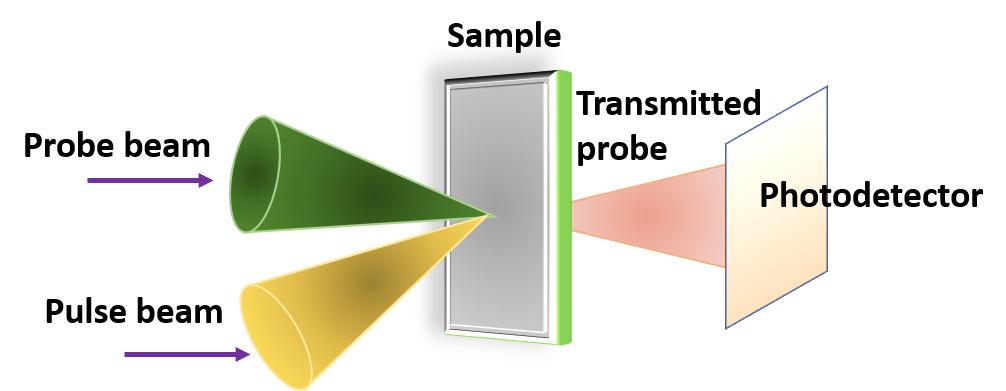 Sample
Transmitted
probe
Probe beam
Photodetector
Pulse beam